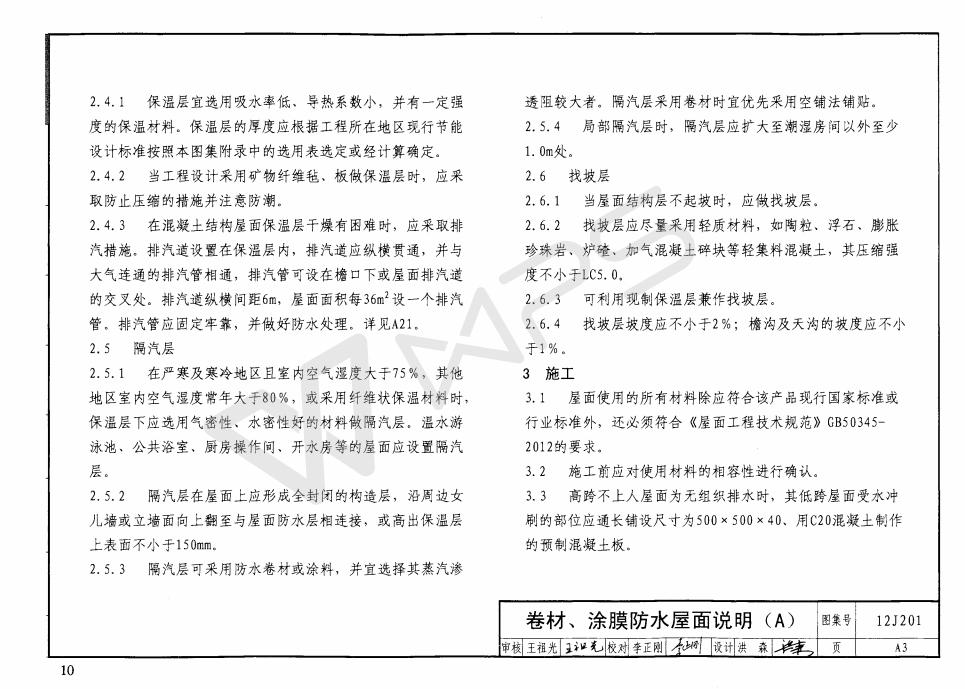 2.4.1 保温层宜选用吸水率低、导热系数小，并有一定强
度的保温材料。保温层的厚度应根据工程所在地区现行节能
设计标准按照本图集附录中的选用表选定或经计算确定。
2.4.2 当工程设计采用矿物纤维毡、板做保温层时，应采
取防止压缩的措施并注意防潮。
2.4.3 在混凝土结构屋面保温层干燥有困难时，应采取排
汽措施。排汽道设置在保温层内，排汽道应纵横贯通，并与
大气连通的排汽管相通，排汽管可设在檐口下或屋面排汽道
的交叉处。排汽道纵横间距6m，屋面面积每36m²设一个排汽
管。排汽管应固定牢靠，并做好防水处理。详见A21。
2.5 隔汽层
2.5.1 在严寒及寒冷地区且室内空气湿度大于75%，其他
地区室内空气湿度常年大于80%，或采用纤维状保温材料时，
保温层下应选用气密性、水密性好的材料做隔汽层。温水游
泳池、公共浴室、厨房操作间、开水房等的屋面应设置隔汽
层。
2.5.2 隔汽层在屋面上应形成全封闭的构造层，沿周边女
儿墙或立墙面向上翻至与屋面防水层相连接，或高出保温层
上表面不小于150mm。
2.5.3 隔汽层可采用防水卷材或涂料，并宜选择其蒸汽渗
透阻较大者。隔汽层采用卷材时宜优先采用空铺法铺贴。
2.5.4 局部隔汽层时，隔汽层应扩大至潮湿房间以外至少
1.0m处。
2.6 找坡层
2.6.1 当屋面结构层不起坡时，应做找坡层。
2.6.2 找坡层应尽量采用轻质材料，如陶粒、浮石、膨胀
珍珠岩、炉碴、加气混凝土碎块等轻集料混凝土，其压缩强
度不小于LC5.0。
2.6.3 可利用现制保温层兼作找坡层。
2.6.4 找坡层坡度应不小于2%；檐沟及天沟的坡度应不小
于1%。
3 施工
3.1 屋面使用的所有材料除应符合该产品现行国家标准或
行业标准外，还必须符合《屋面工程技术规范》GB50345-
2012的要求。
3.2 施工前应对使用材料的相容性进行确认。
3.3 高跨不上人屋面为无组织排水时，其低跨屋面受水冲
刷的部位应通长铺设尺寸为500×500×40、用C20混凝土制作
的预制混凝土板。
卷材、涂膜防水屋面说明（A） 图集号 12J201
审核 王祖光 王祖光 校对 李正刚 李正刚 设计 洪 森 洪森 页 A3
10
WPS